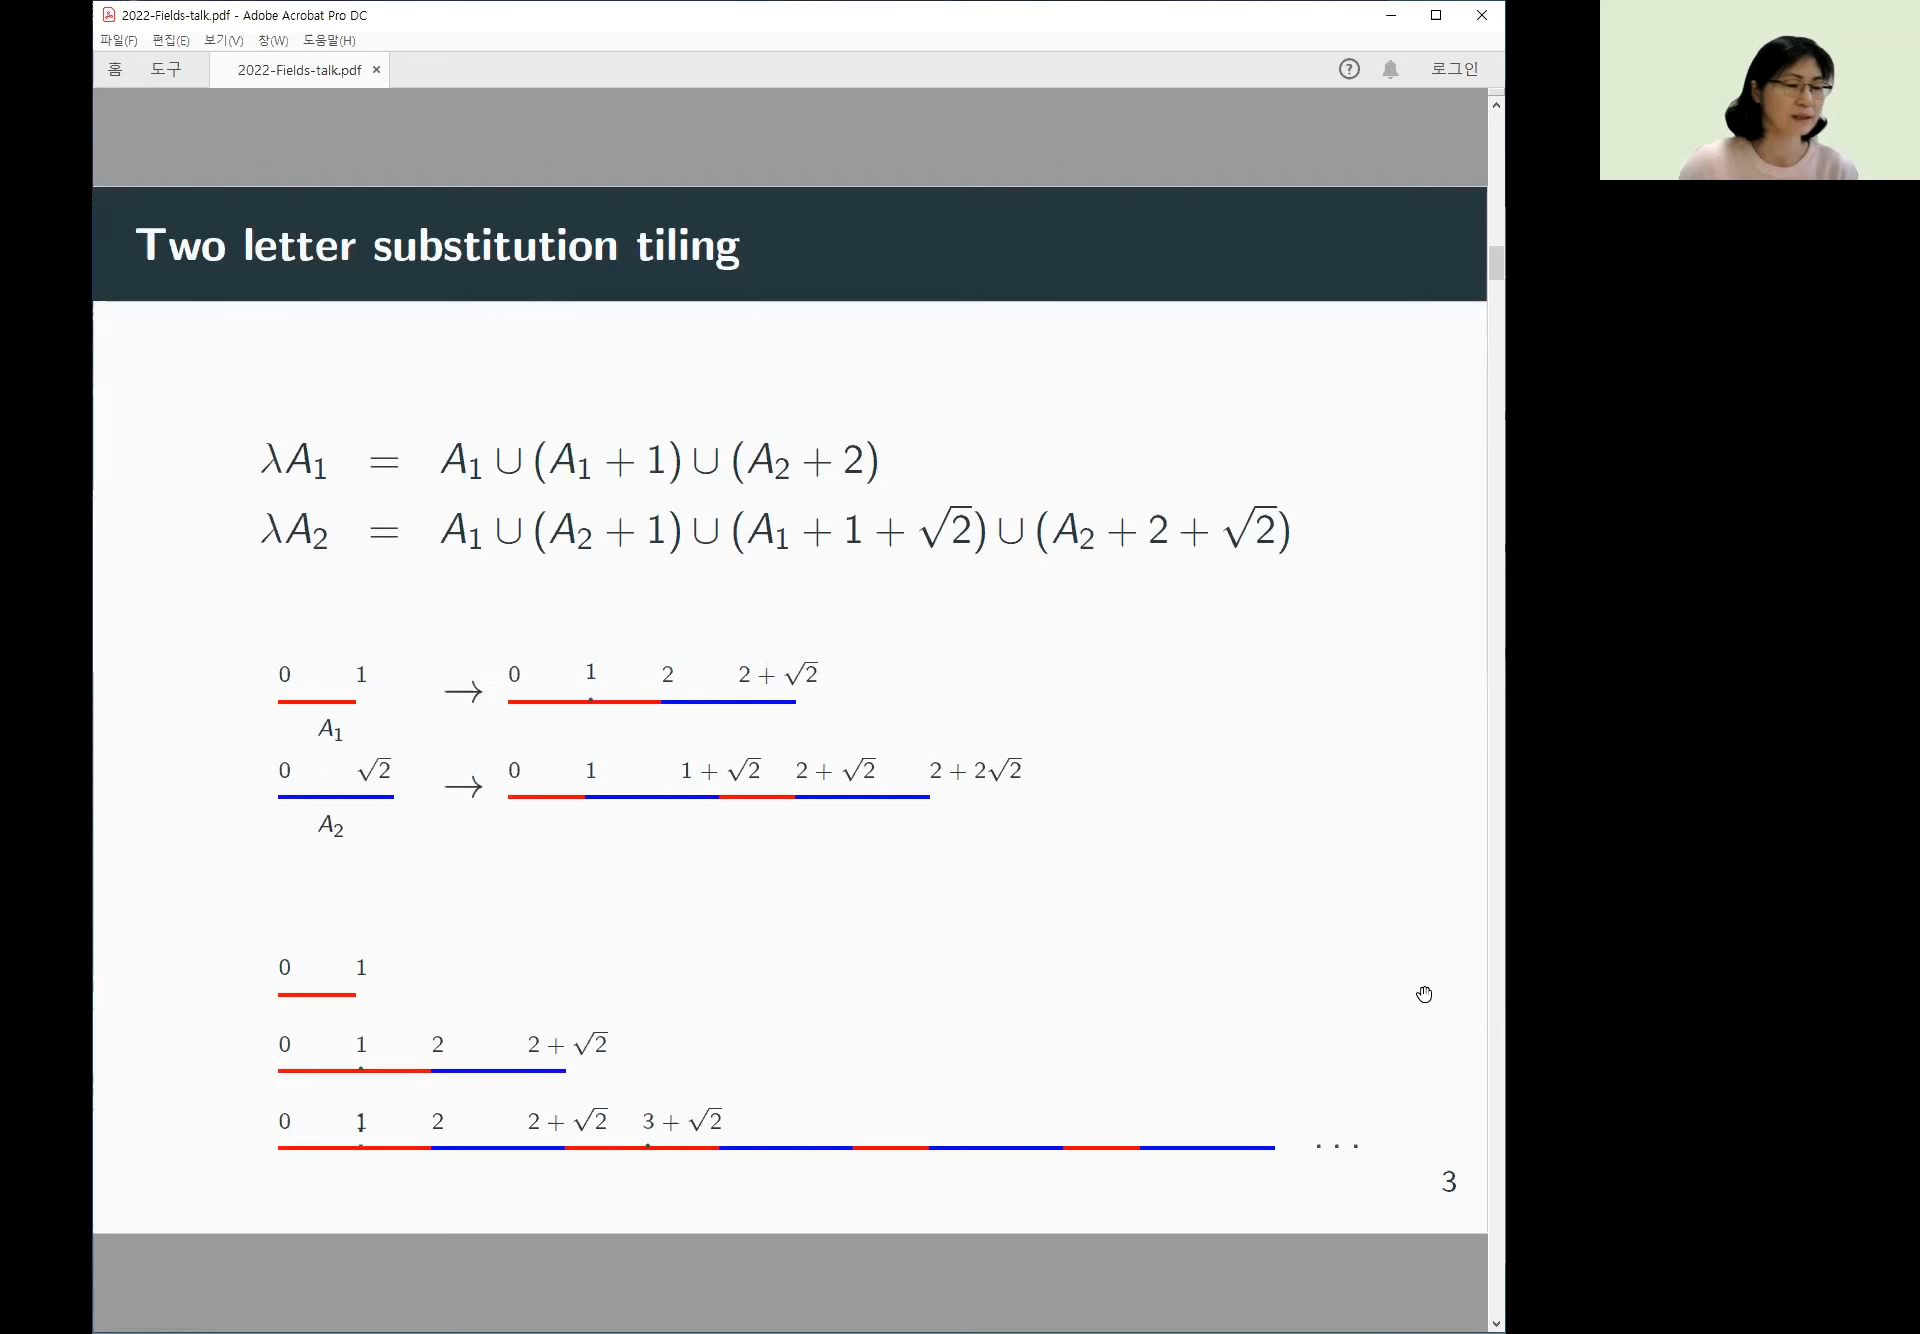 2022-Fields-talk.pdf - Adobe Acrobat Pro DC
파일(F) 편집(E) 보기(V) 창(W) 도움말(H)
홈 도구 2022-Fields-talk.pdf × 로그인
Two letter substitution tiling
λA₁ = A₁ ∪ (A₁ + 1) ∪ (A₂ + 2)
λA₂ = A₁ ∪ (A₂ + 1) ∪ (A₁ + 1 + √2) ∪ (A₂ + 2 + √2)
0 1 → 0 1 2 2 + √2
A₁
0 √2 → 0 1 1 + √2 2 + √2 2 + 2√2
A₂
0 1
0 1 2 2 + √2
0 1 2 2 + √2 3 + √2
. . .
3